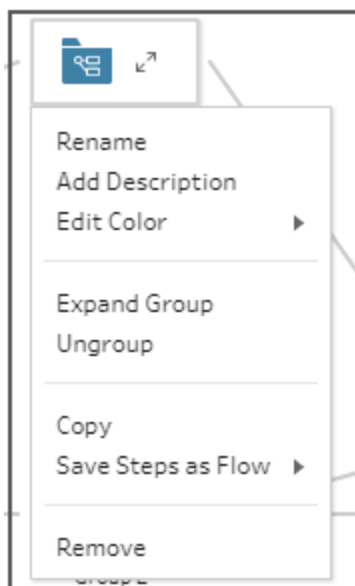 Rename
Add Description
Edit Color
Expand Group
Ungroup
Copy
Save Steps as Flow
Remove